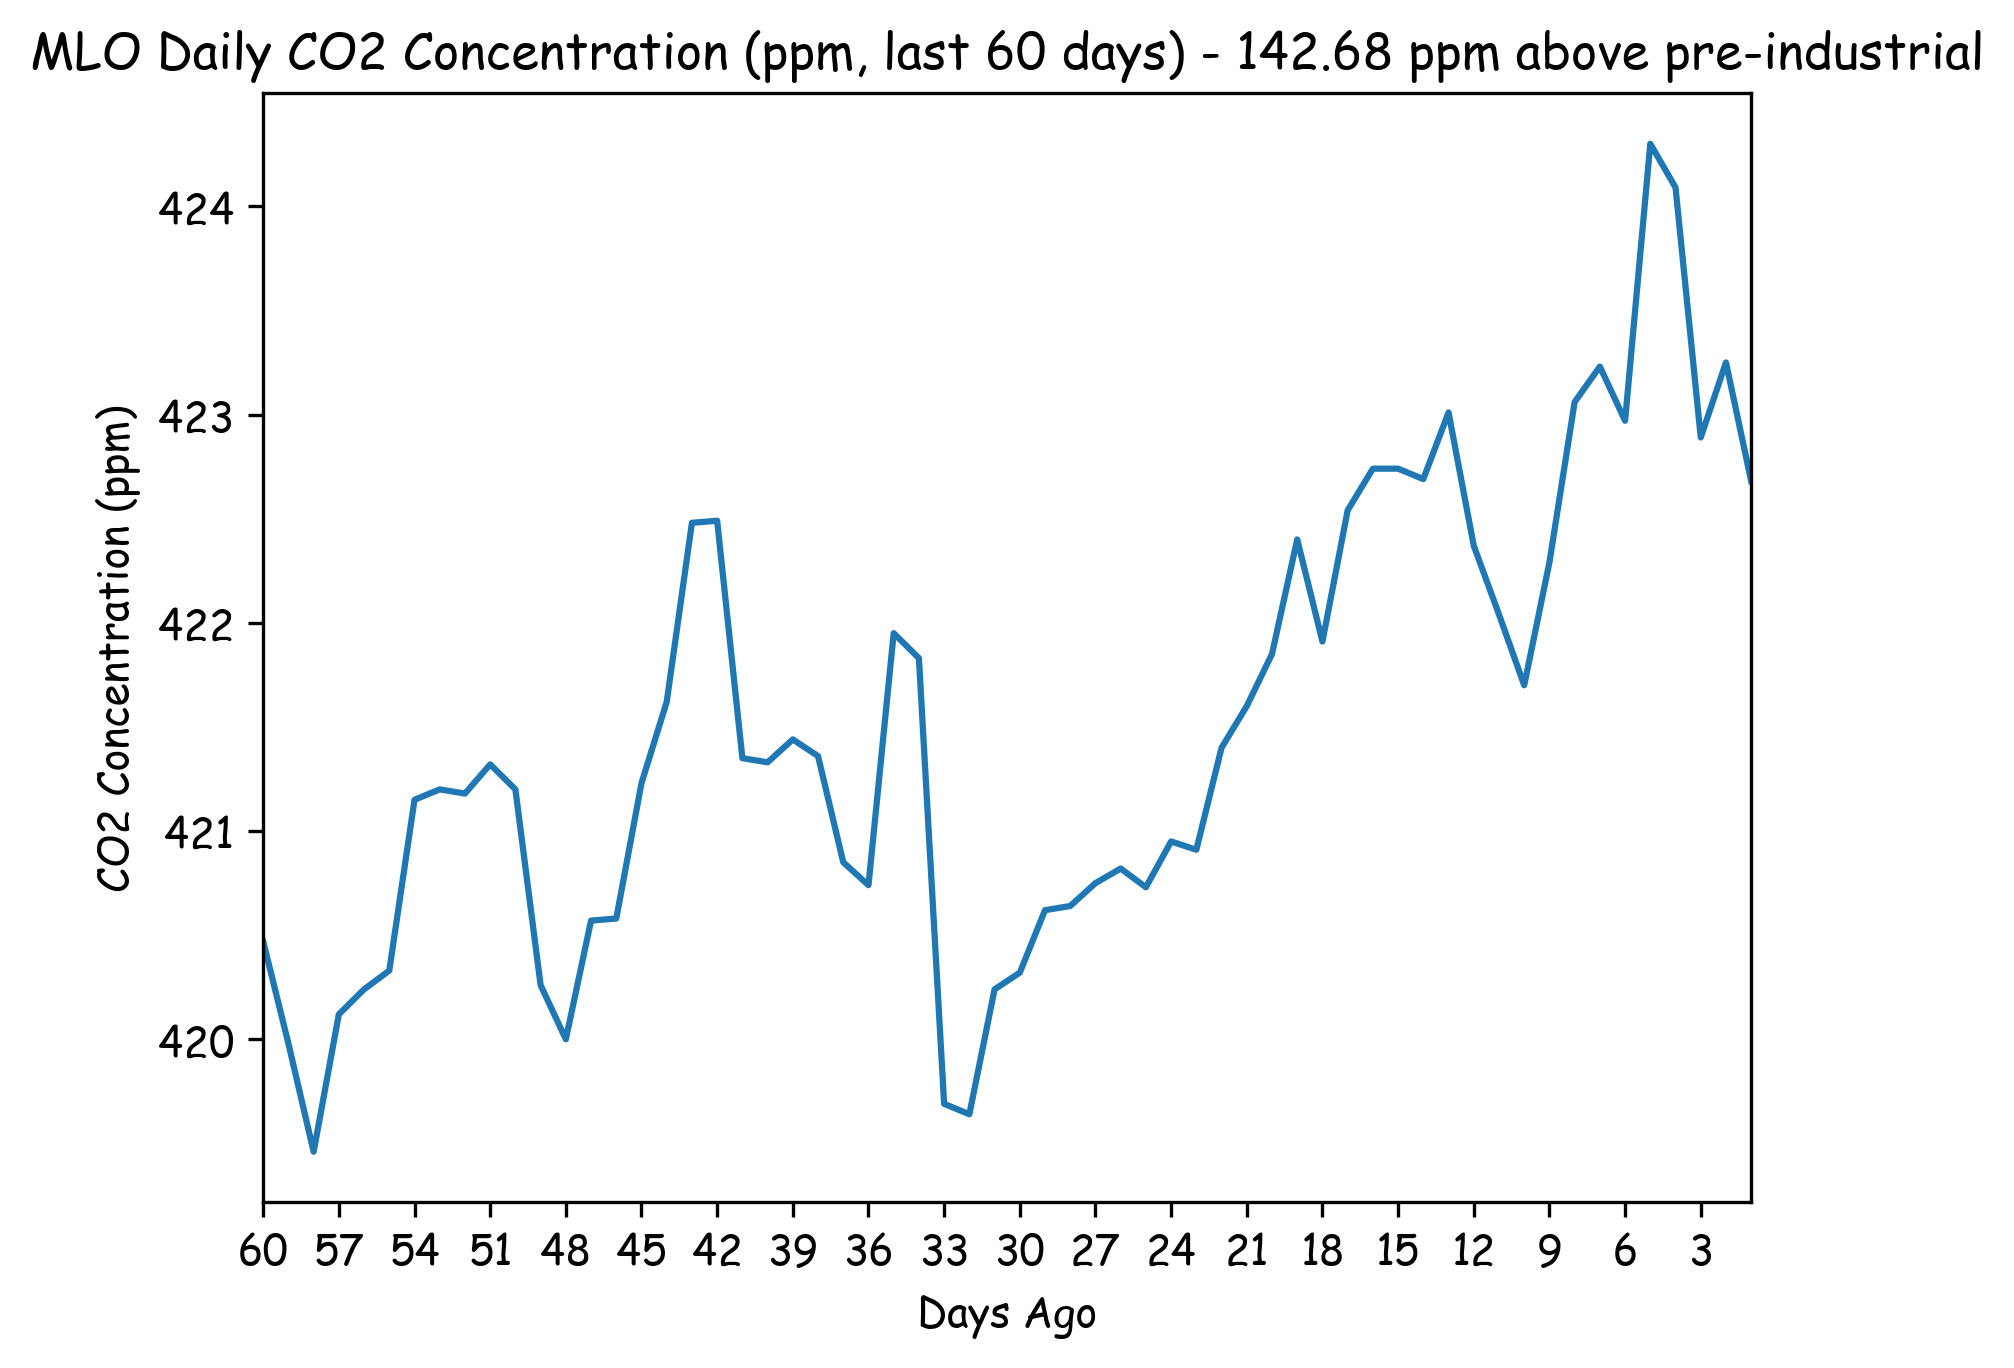 MLO Daily CO2 Concentration (ppm, last 60 days) - 142.68 ppm above pre-industrial
424
423
422
421
420
CO2 Concentration (ppm)
60 57 54 51 48 45 42 39 36 33 30 27 24 21 18 15 12 9 6 3
Days Ago